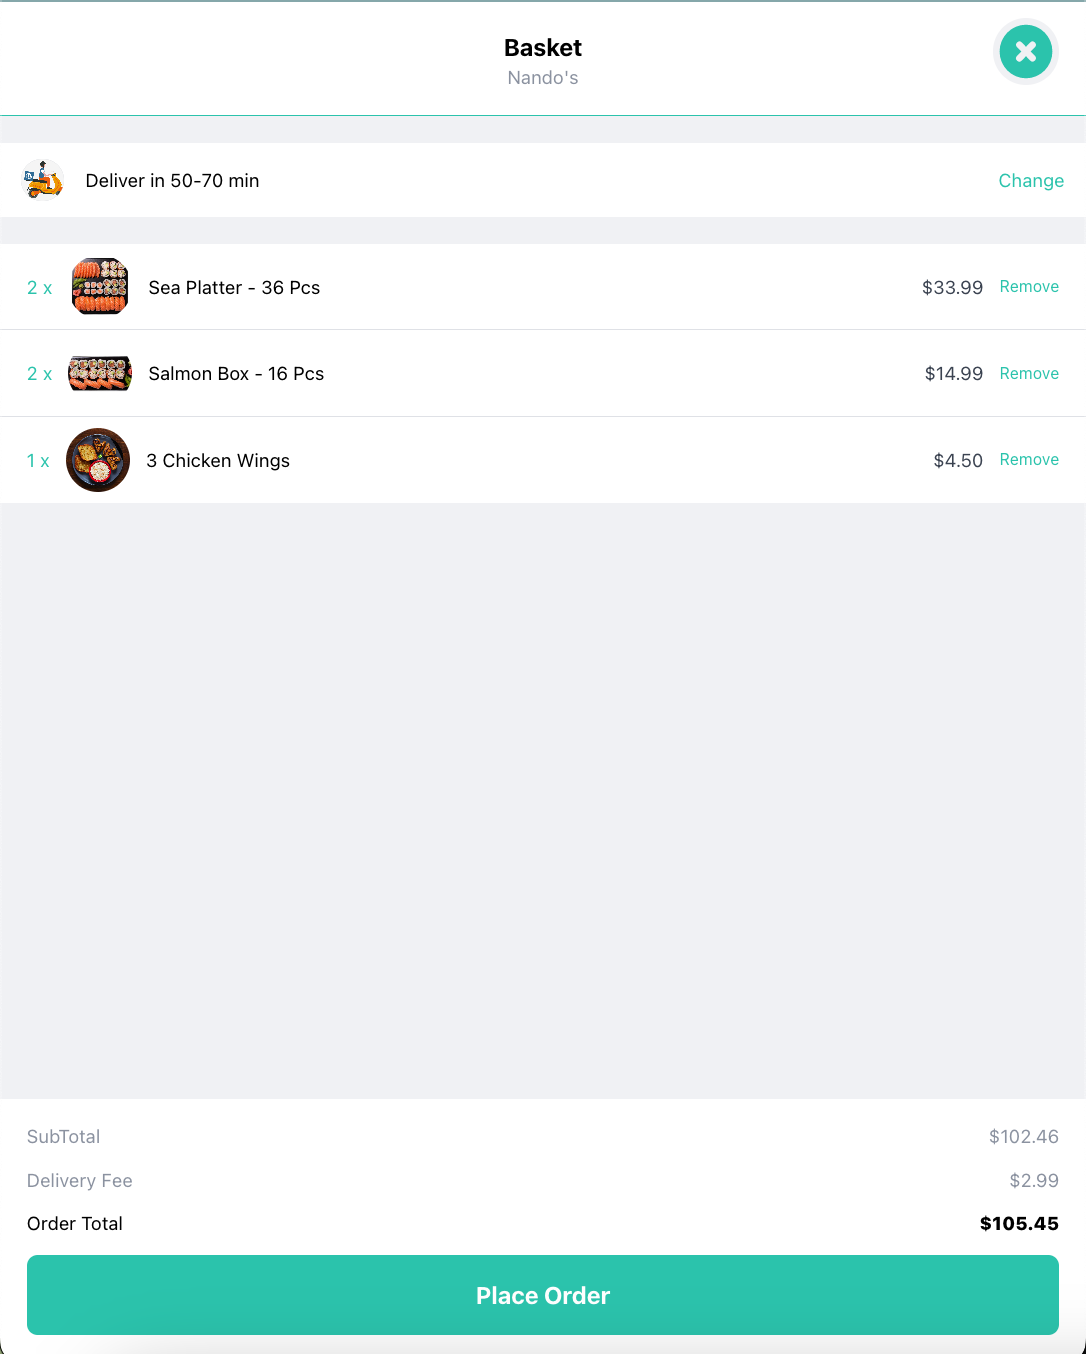 Basket
Nando's
Deliver in 50-70 min
Change
2 x Sea Platter - 36 Pcs $33.99 Remove
2 x Salmon Box - 16 Pcs $14.99 Remove
1 x 3 Chicken Wings $4.50 Remove
SubTotal $102.46
Delivery Fee $2.99
Order Total $105.45
Place Order